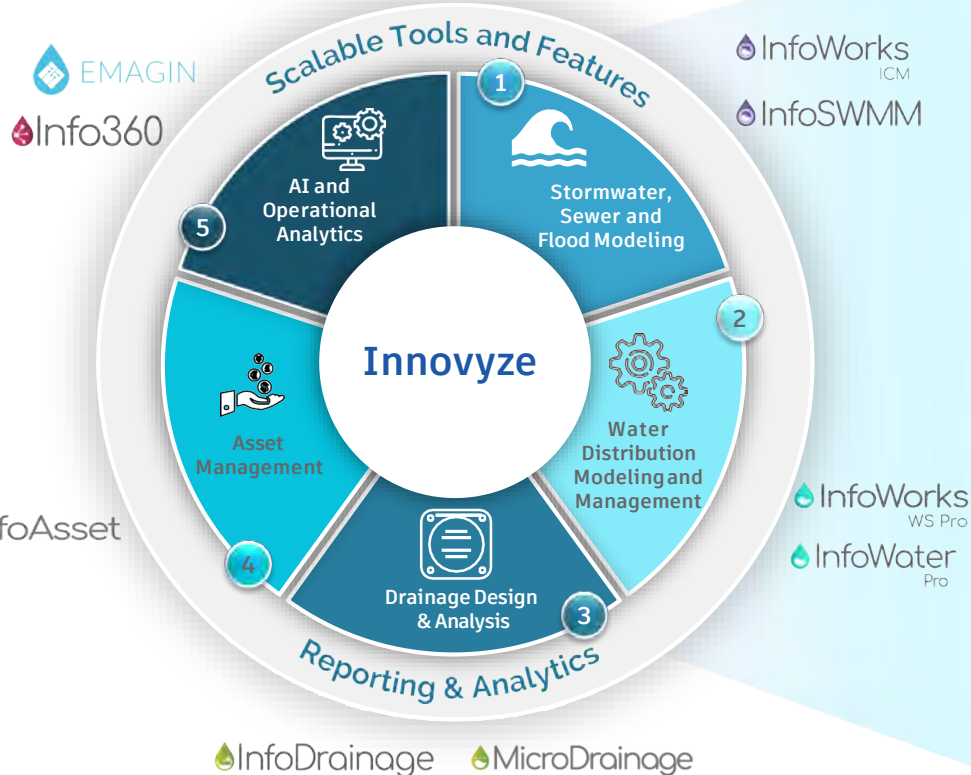 Scalable Tools and Features
EMAGIN
Info360
InfoWorks
ICM
InfoSWMM
1
Stormwater,
Sewer and
Flood Modeling
2
Water
Distribution
Modeling and
Management
InfoWorks
WS Pro
InfoWater
Pro
3
Drainage Design
& Analysis
InfoDrainage
MicroDrainage
4
Asset
Management
foAsset
5
AI and
Operational
Analytics
Innovyze
Reporting & Analytics